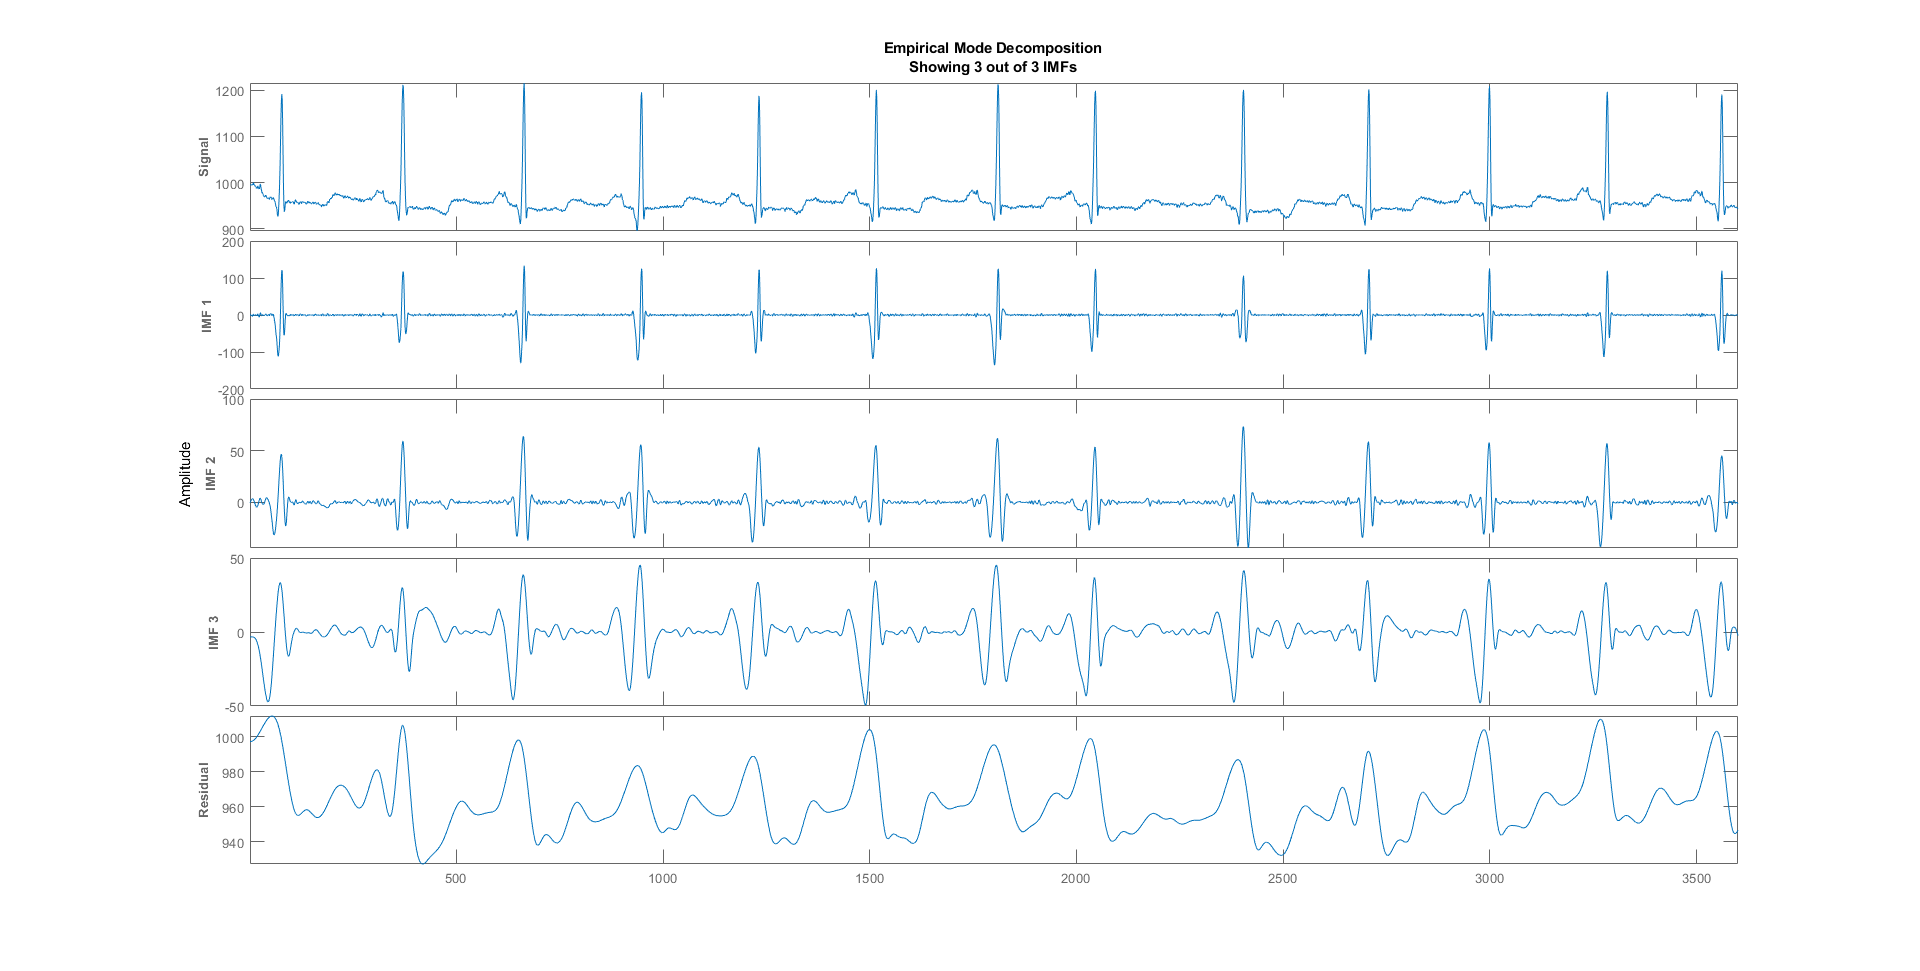 Empirical Mode Decomposition
Showing 3 out of 3 IMFs
Amplitude
Signal
1200
1100
1000
900
IMF 1
200
100
0
-100
-200
IMF 2
100
50
0
IMF 3
50
0
-50
Residual
1000
980
960
940
500 1000 1500 2000 2500 3000 3500